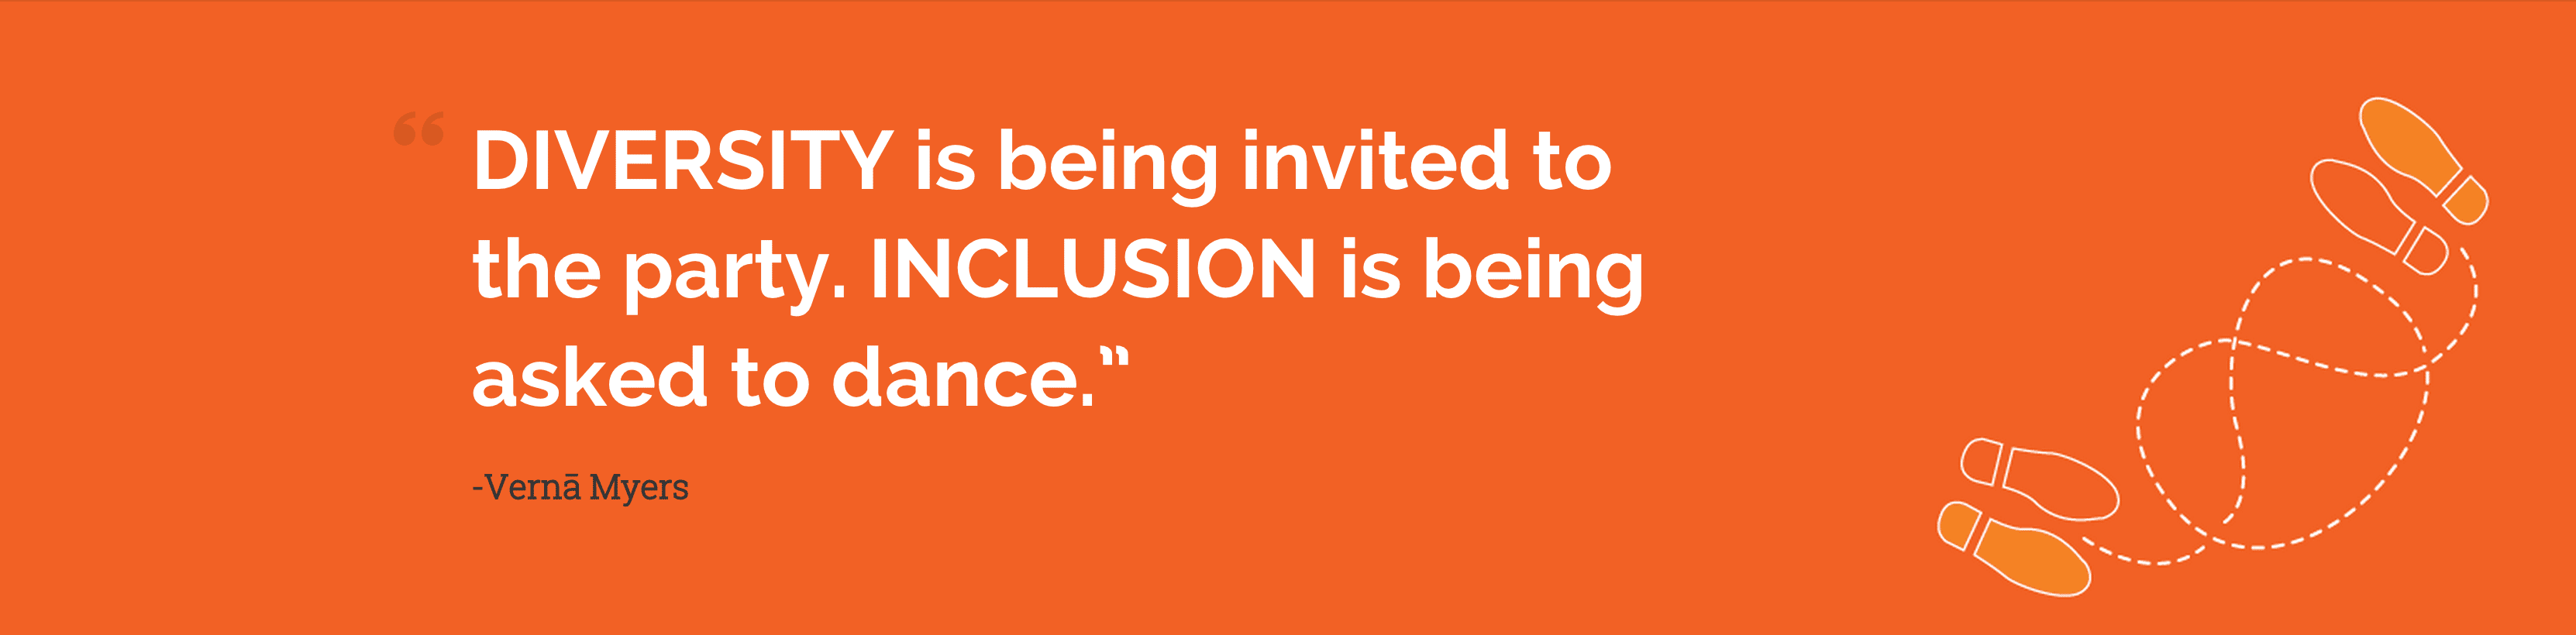 “DIVERSITY is being invited to
the party. INCLUSION is being
asked to dance.”
-Vernā Myers